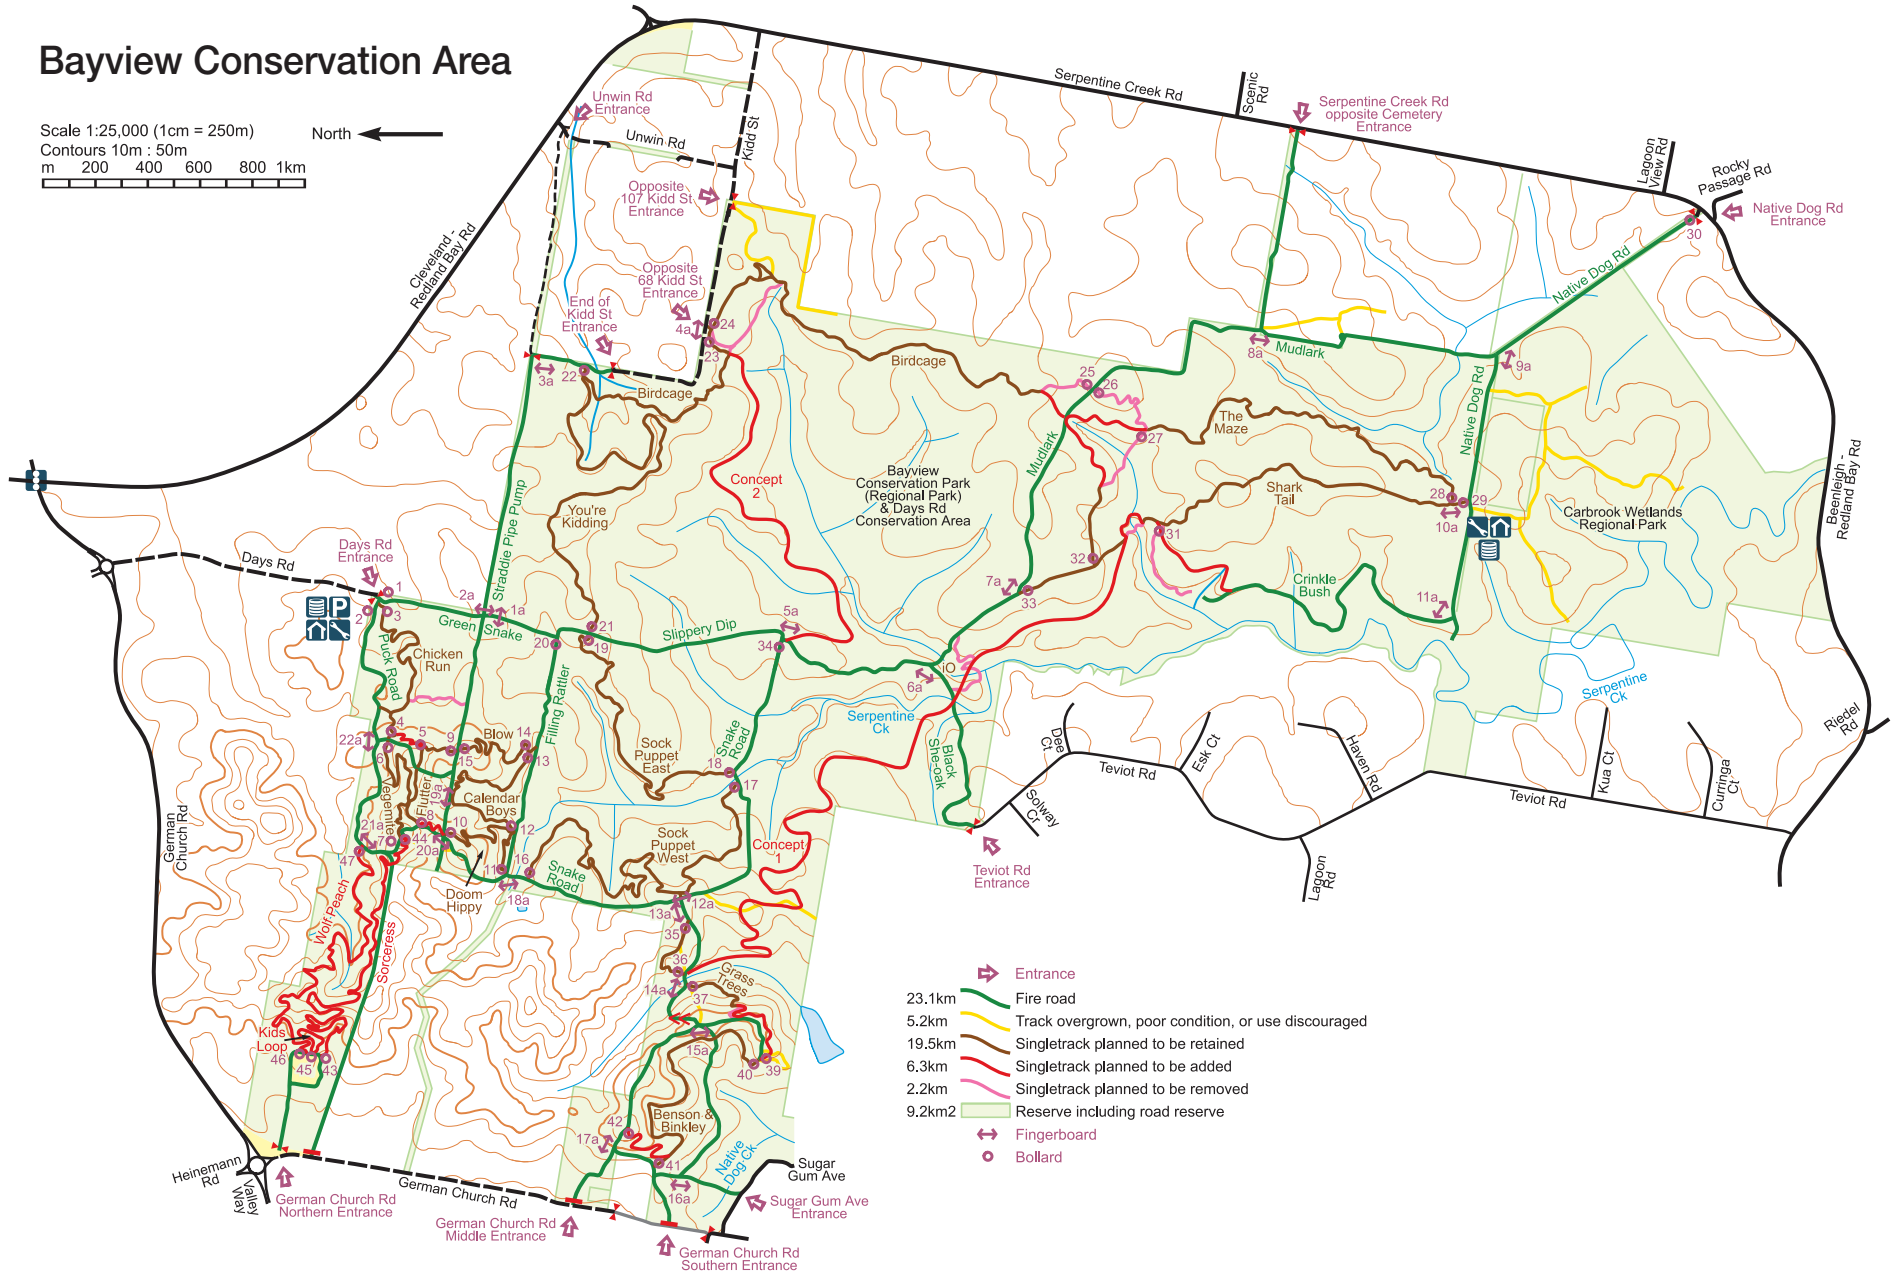 Bayview Conservation Area
Scale 1:25,000 (1cm = 250m)
Contours 10m : 50m
m 200 400 600 800 1km
North
Unwin Rd
Entrance
Unwin Rd
Kidd St
Serpentine Creek Rd
Scenic
Rd
Serpentine Creek Rd
opposite Cemetery
Entrance
Lagoon
View Rd
Rocky
Passage Rd
Native Dog Rd
Entrance
30
Native Dog Rd
Opposite
107 Kidd St
Entrance
Cleveland -
Redland Bay Rd
Opposite
68 Kidd St
Entrance
End of
Kidd St
Entrance
4a
24
23
3a
22
Birdcage
Birdcage
8a
Mudlark
9a
25
26
Native Dog Rd
The
Maze
27
Mudlark
Concept
2
Bayview
Conservation Park
(Regional Park)
& Days Rd
Conservation Area
Shark
Tail
28
29
10a
Carbrook Wetlands
Regional Park
Beenleigh -
Redland Bay Rd
You're
Kidding
Straddie Pipe Pump
31
32
Days Rd
Days Rd
Entrance
1
2
3
2a
1a
Green Snake
20
21
19
Slippery Dip
5a
34
7a
33
Crinkle
Bush
11a
Puck Road
Chicken
Run
Filling Rattler
iO
6a
Serpentine
Ck
Serpentine
Ck
Riedel
Rd
4
22a
5
6
9
15
Blow
14
13
Sock
Puppet
East
Snake
Road
18
17
Black
She-oak
Dee
Ct
Teviot Rd
Esk Ct
Haven Rd
Teviot Rd
Kua Ct
Curringa
Ct
Solway
Cr
Lagoon
Rd
Teviot Rd
Entrance
German
Church Rd
Vegemite
Flutter
19a
Calendar
Boys
21a
7
8
10
12
44
20a
47
11
16
Doom
Hippy
18a
Snake
Road
Sock
Puppet
West
Concept
1
12a
13a
35
36
14a
37
Grass
Trees
Wolf-Peach
Sorceress
Kids
Loop
46
45
43
15a
40
39
Benson &
Binkley
42
17a
41
16a
Native
Dog Ck
Sugar
Gum Ave
Sugar Gum Ave
Entrance
Heinemann
Rd
Valley
Way
German Church Rd
Northern Entrance
German Church Rd
German Church Rd
Middle Entrance
German Church Rd
Southern Entrance
Entrance
23.1km Fire road
5.2km Track overgrown, poor condition, or use discouraged
19.5km Singletrack planned to be retained
6.3km Singletrack planned to be added
2.2km Singletrack planned to be removed
9.2km2 Reserve including road reserve
Fingerboard
Bollard
P